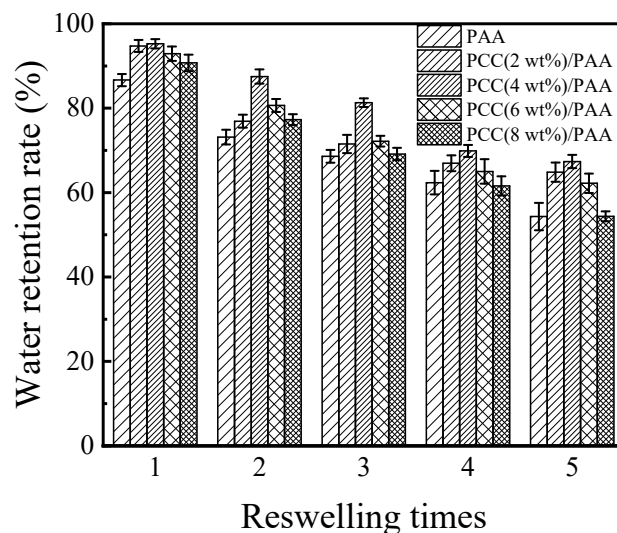 Water retention rate (%)
100
80
60
40
20
0
PAA
PCC(2 wt%)/PAA
PCC(4 wt%)/PAA
PCC(6 wt%)/PAA
PCC(8 wt%)/PAA
1 2 3 4 5
Reswelling times